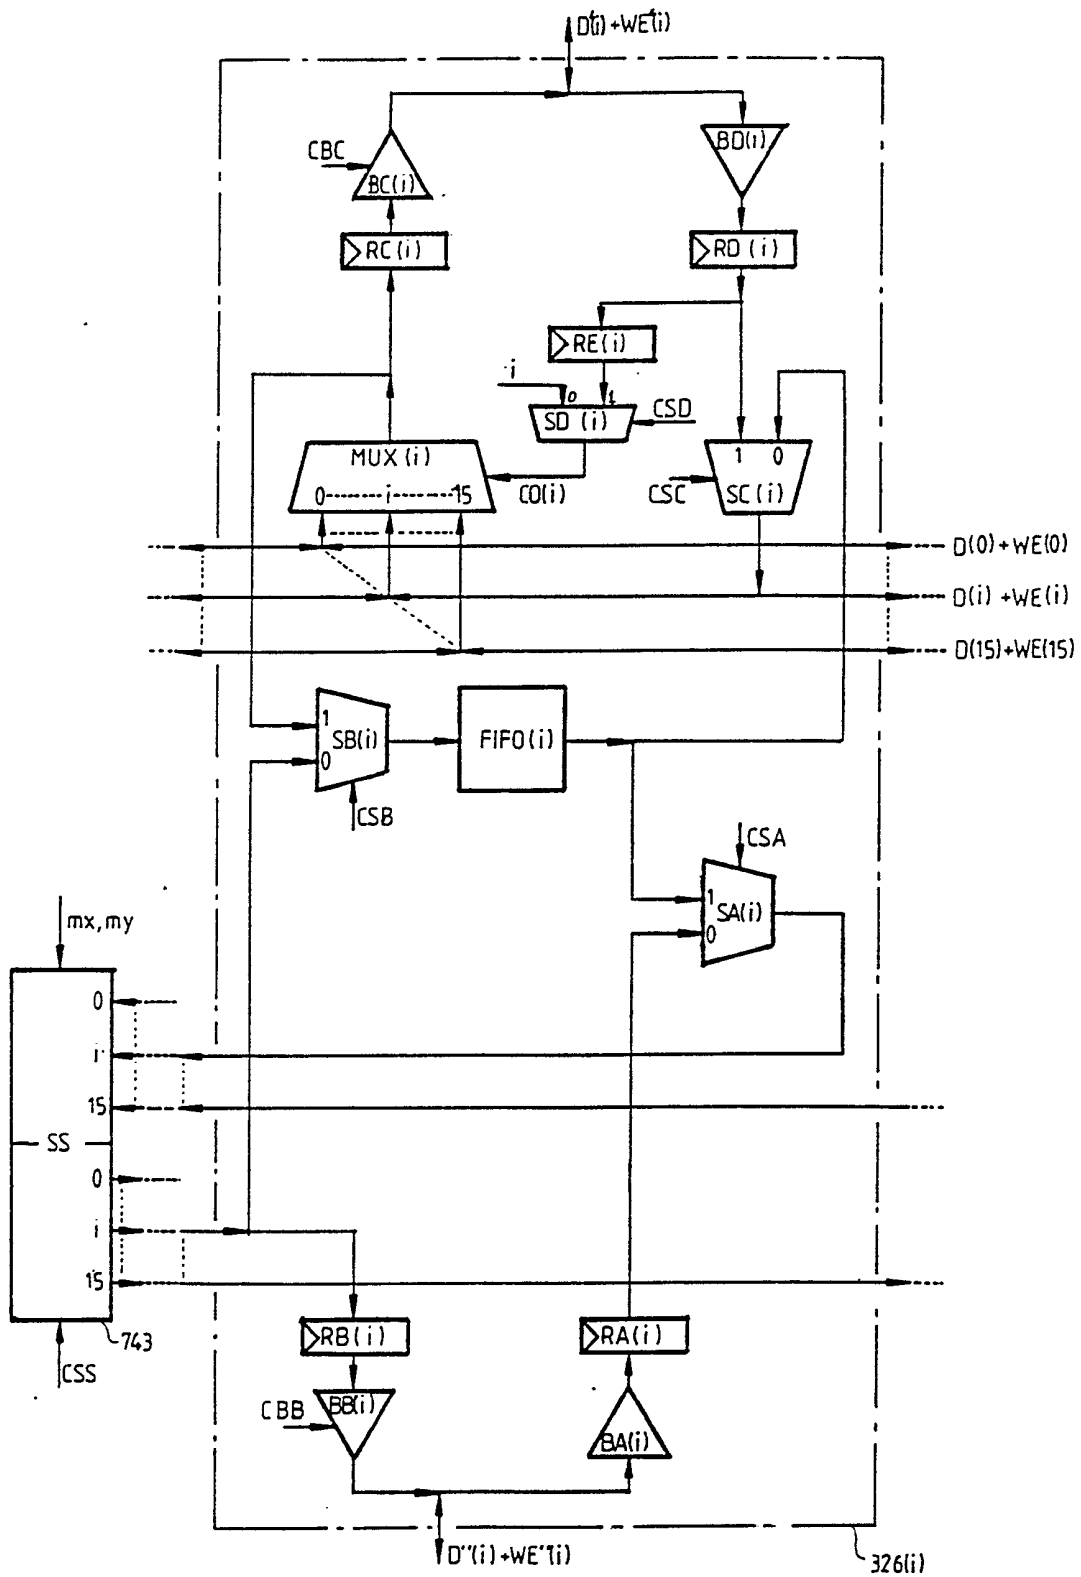 D'(i)+WE'(i)
CBC
BC(i)
BD(i)
RC(i)
RD(i)
RE(i)
i
0 1
SD(i)
CSD
MUX(i)
0 i 15
CO(i)
1 0
CSC
SC(i)
D(0)+WE(0)
D(i)+WE(i)
D(15)+WE(15)
1
SB(i)
0
FIFO(i)
CSB
CSA
1
SA(i)
0
mx, my
0
i
15
SS
0
i
15
743
CSS
RB(i)
RA(i)
CBB
BB(i)
BA(i)
D''(i)+WE''(i)
326(i)